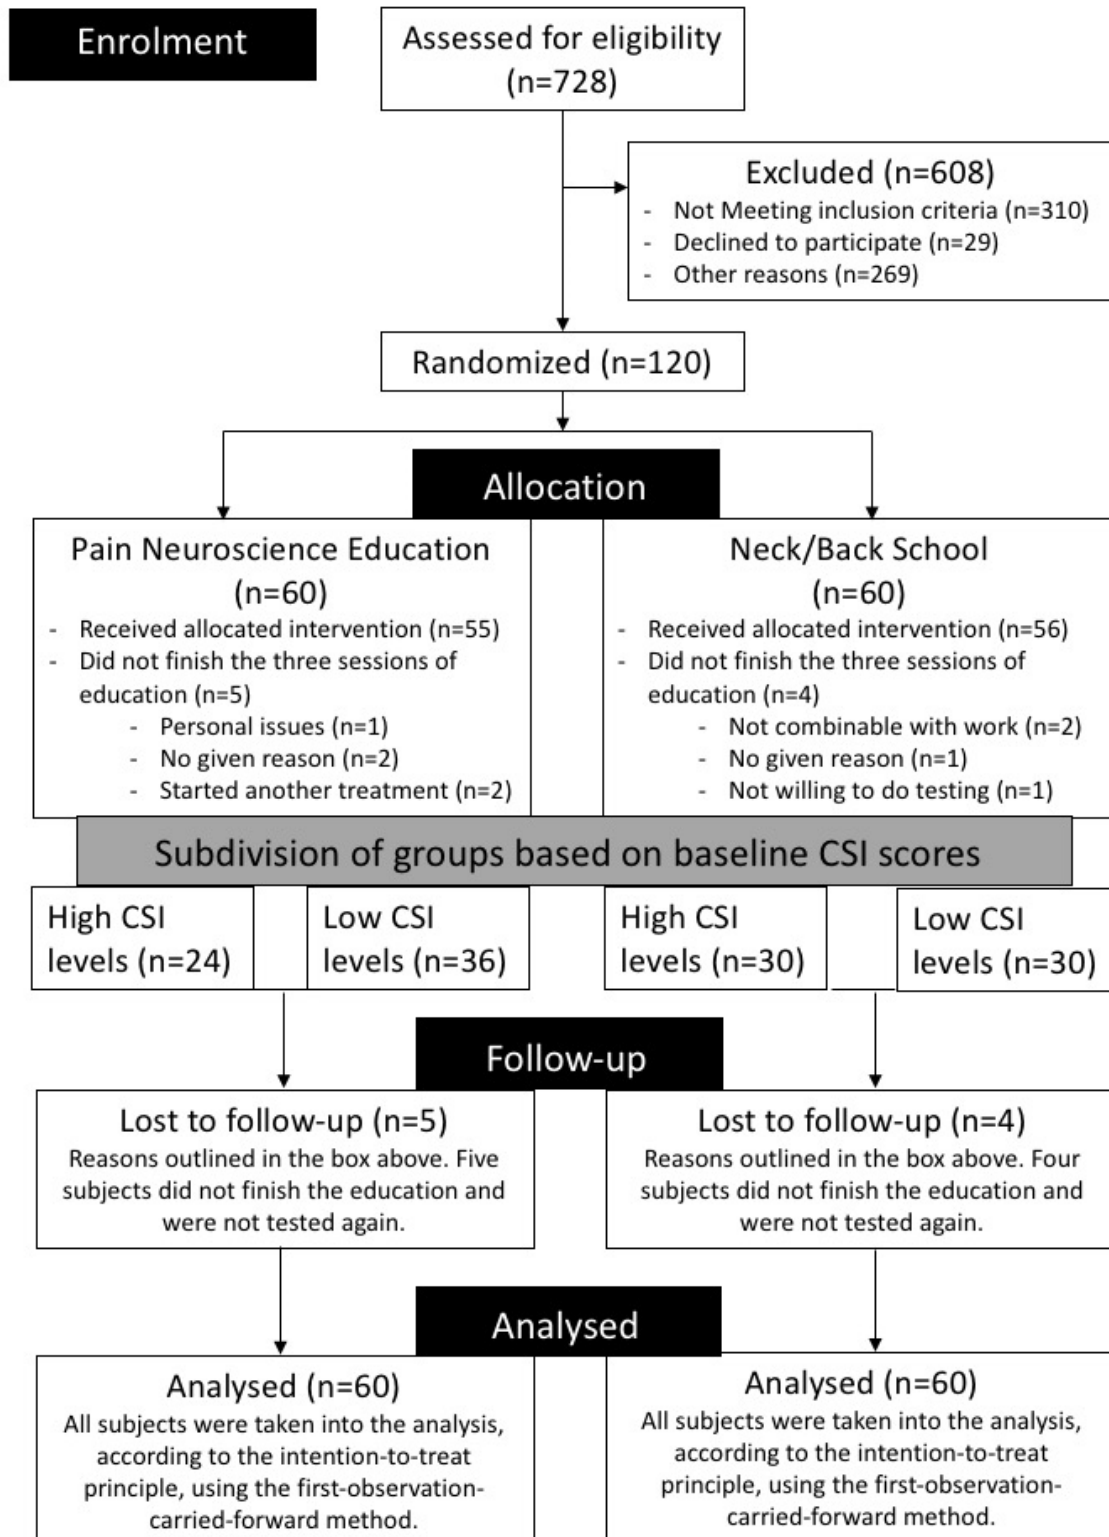 Enrolment
Assessed for eligibility
(n=728)
Excluded (n=608)
- Not Meeting inclusion criteria (n=310)
- Declined to participate (n=29)
- Other reasons (n=269)
Randomized (n=120)
Allocation
Pain Neuroscience Education
(n=60)
- Received allocated intervention (n=55)
- Did not finish the three sessions of
education (n=5)
- Personal issues (n=1)
- No given reason (n=2)
- Started another treatment (n=2)
Neck/Back School
(n=60)
- Received allocated intervention (n=56)
- Did not finish the three sessions of
education (n=4)
- Not combinable with work (n=2)
- No given reason (n=1)
- Not willing to do testing (n=1)
Subdivision of groups based on baseline CSI scores
High CSI
levels (n=24)
Low CSI
levels (n=36)
High CSI
levels (n=30)
Low CSI
levels (n=30)
Follow-up
Lost to follow-up (n=5)
Reasons outlined in the box above. Five
subjects did not finish the education and
were not tested again.
Lost to follow-up (n=4)
Reasons outlined in the box above. Four
subjects did not finish the education and
were not tested again.
Analysed
Analysed (n=60)
All subjects were taken into the analysis,
according to the intention-to-treat
principle, using the first-observation-
carried-forward method.
Analysed (n=60)
All subjects were taken into the analysis,
according to the intention-to-treat
principle, using the first-observation-
carried-forward method.